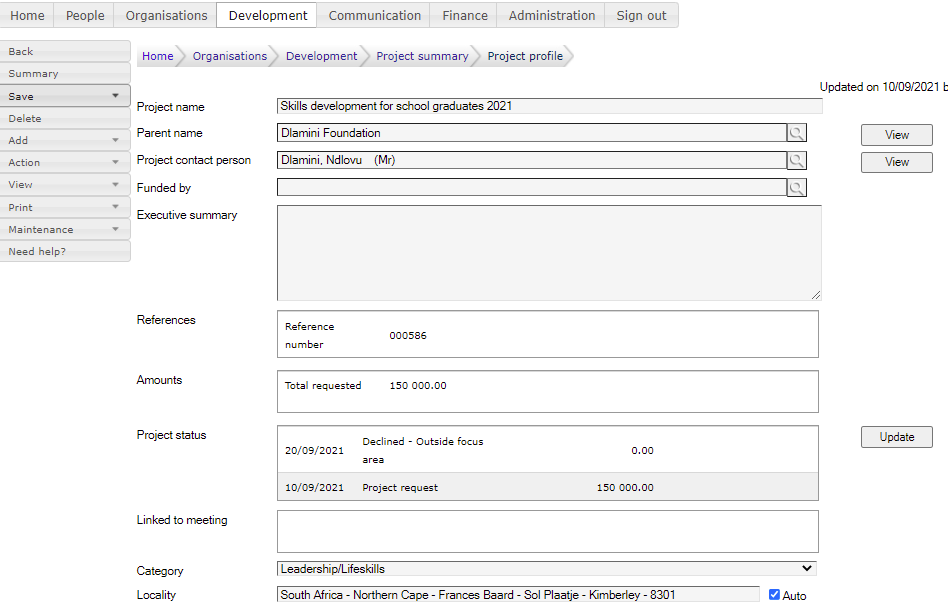 Home People Organisations Development Communication Finance Administration Sign out
Back
Summary
Save
Delete
Add
Action
View
Print
Maintenance
Need help?
Home Organisations Development Project summary Project profile
Updated on 10/09/2021 b
Project name Skills development for school graduates 2021
Parent name Dlamini Foundation View
Project contact person Dlamini, Ndlovu (Mr) View
Funded by
Executive summary
References
Reference
number 000586
Amounts
Total requested 150 000.00
Project status Update
20/09/2021 Declined - Outside focus
area 0.00
10/09/2021 Project request 150 000.00
Linked to meeting
Category Leadership/Lifeskills
Locality South Africa - Northern Cape - Frances Baard - Sol Plaatje - Kimberley - 8301 Auto